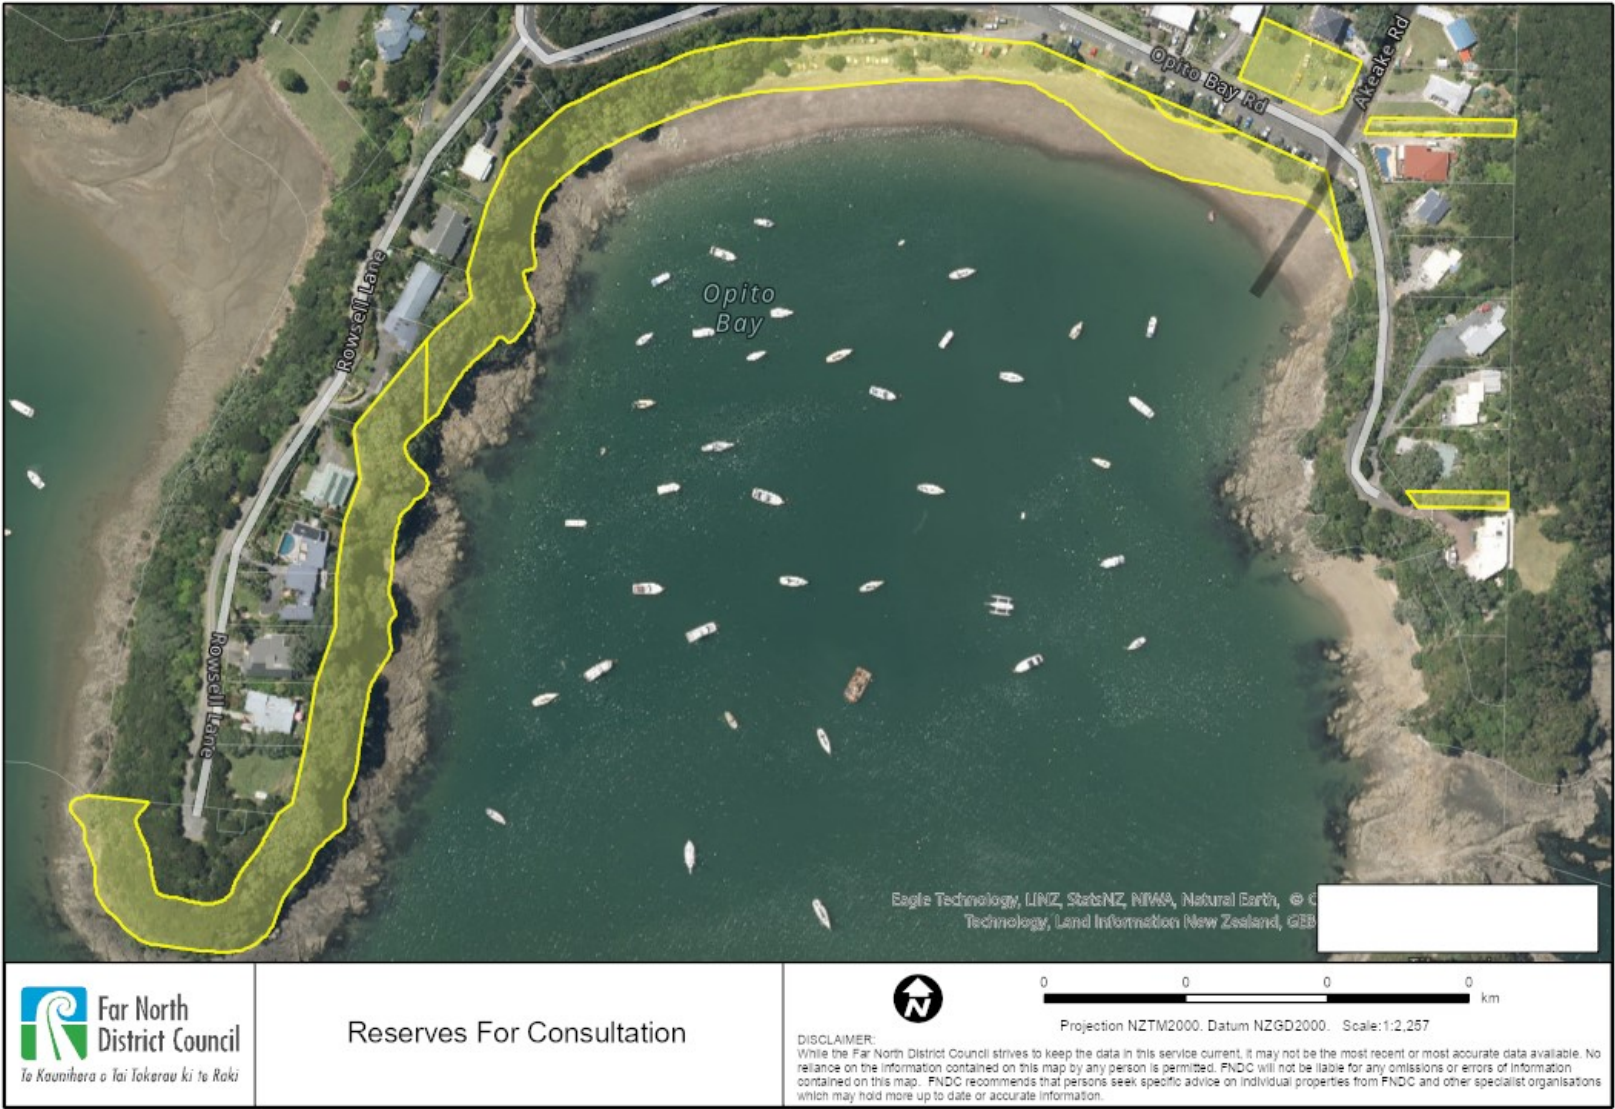 Opito Bay Rd
Akeake Rd
Rowsell Lane
Opito
Bay
Rowsell Lane
Eagle Technology, LINZ, StatsNZ, NIWA, Natural Earth, © C
Technology, Land Information New Zealand, GEB
Far North
District Council
Te Kaunihera o Tai Tokerau ki te Raki
Reserves For Consultation
N
0 0 0 0
km
Projection NZTM2000. Datum NZGD2000. Scale:1:2,257
DISCLAIMER:
While the Far North District Council strives to keep the data in this service current, it may not be the most recent or most accurate data available. No
reliance on the information contained on this map by any person is permitted. FNDC will not be liable for any omissions or errors of information
contained on this map. FNDC recommends that persons seek specific advice on individual properties from FNDC and other specialist organisations
which may hold more up to date or accurate information.